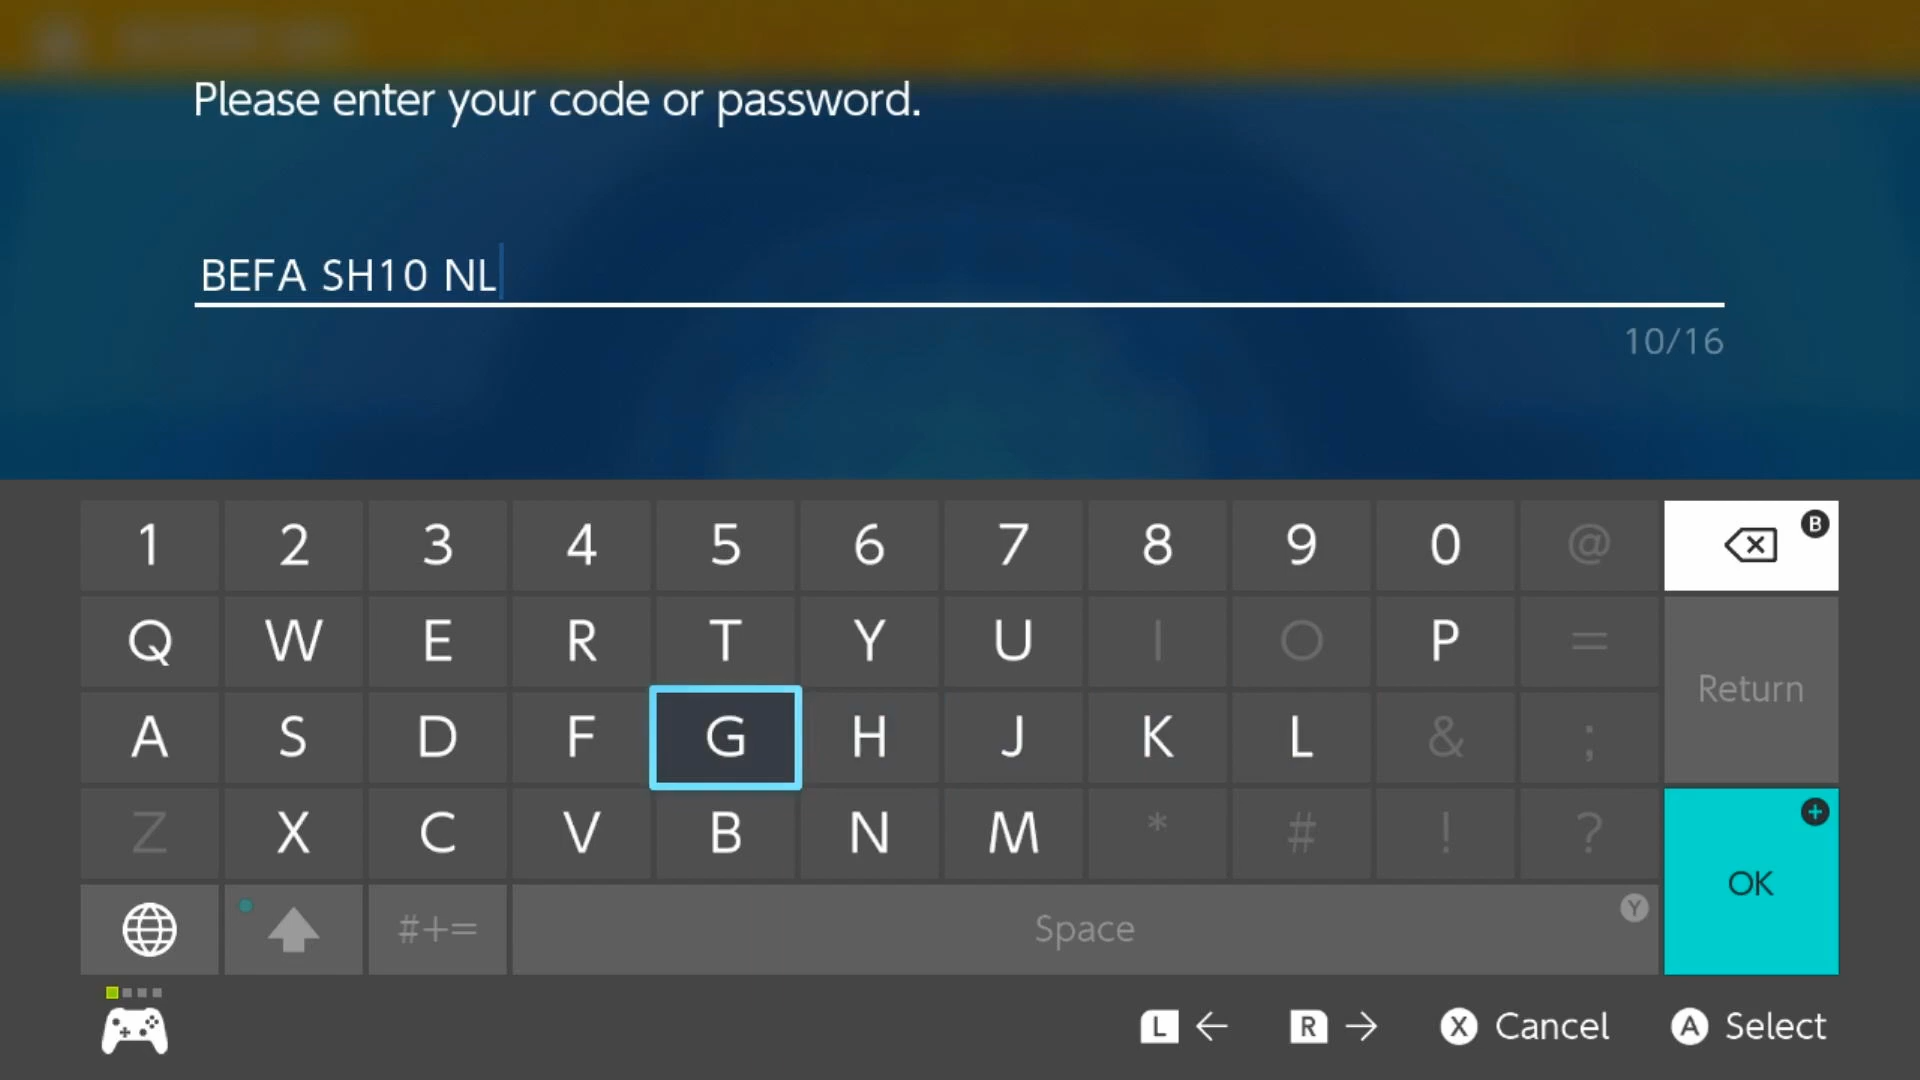 Please enter your code or password.
BEFA SH10 NL
10/16
1 2 3 4 5 6 7 8 9 0 @ B
Q W E R T Y U I O P = Return
A S D F G H J K L & ;
Z X C V B N M * # ! ? + OK
#+= Space Y
L ← R → X Cancel A Select